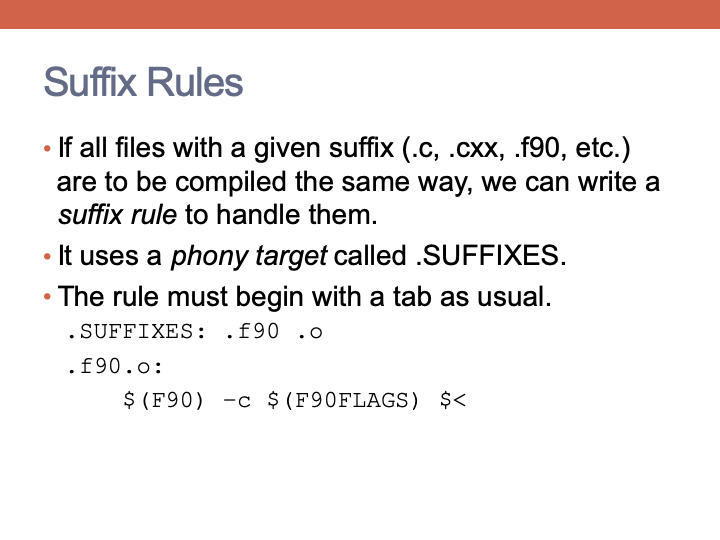 Suffix Rules
• If all files with a given suffix (.c, .cxx, .f90, etc.)
are to be compiled the same way, we can write a
suffix rule to handle them.
• It uses a phony target called .SUFFIXES.
• The rule must begin with a tab as usual.
.SUFFIXES: .f90 .o
.f90.o:
$(F90) –c $(F90FLAGS) $<